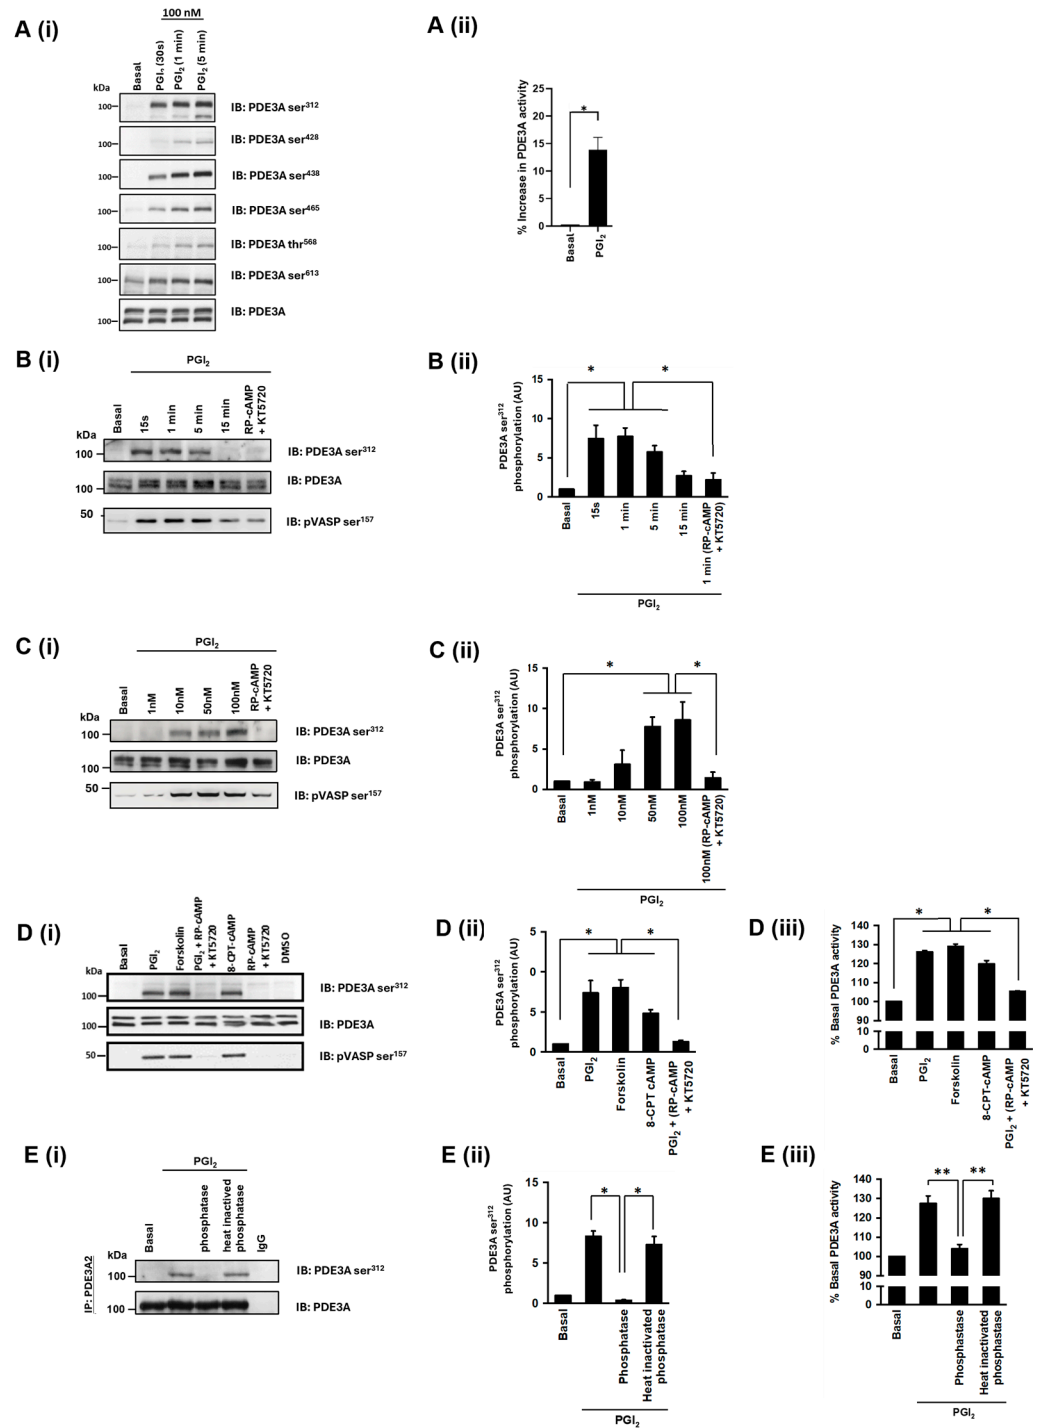 A (i)
100 nM
Basal
PGI₂ (30s)
PGI₂ (1 min)
PGI₂ (5 min)
kDa
100
IB: PDE3A ser³¹²
IB: PDE3A ser⁴²⁸
100
IB: PDE3A ser⁴³⁸
100
IB: PDE3A ser⁴⁶⁵
100
IB: PDE3A thr⁵⁶⁸
100
IB: PDE3A ser⁶¹³
100
IB: PDE3A
100
A (ii)
% Increase in PDE3A activity
25
20
15
10
5
0
*
Basal
PGI₂
B (i)
PGI₂
Basal
15s
1 min
5 min
15 min
RP-cAMP
+ KT5720
kDa
100
IB: PDE3A ser³¹²
100
IB: PDE3A
50
IB: pVASP ser¹⁵⁷
B (ii)
PDE3A ser³¹²
phosphorylation (AU)
15
10
5
0
* *
Basal
15s
1 min
5 min
15 min
1 min (RP-cAMP
+ KT5720)
PGI₂
C (i)
PGI₂
Basal
1nM
10nM
50nM
100nM
RP-cAMP
+ KT5720
kDa
100
IB: PDE3A ser³¹²
100
IB: PDE3A
50
IB: pVASP ser¹⁵⁷
C (ii)
PDE3A ser³¹²
phosphorylation (AU)
15
10
5
0
* *
Basal
1nM
10nM
50nM
100nM
100nM (RP-cAMP
+ KT5720)
PGI₂
D (i)
Basal
PGI₂
Forskolin
PGI₂ + RP-cAMP
+ KT5720
8-CPT-cAMP
RP-cAMP
+ KT5720
DMSO
kDa
100
IB: PDE3A ser³¹²
100
IB: PDE3A
50
IB: pVASP ser¹⁵⁷
D (ii)
PDE3A ser³¹²
phosphorylation (AU)
5
0
5
0
* *
Basal
PGI₂
Forskolin
8-CPT cAMP
PGI₂ + (RP-cAMP
+ KT5720
D (iii)
% Basal PDE3A activity
140
130
120
110
100
90
10
0
* *
Basal
PGI₂
Forskolin
8-CPT-cAMP
PGI₂ + (RP-cAMP
+ KT5720
E (i)
PGI₂
Basal
phosphatase
heat inactivated
phosphatase
IgG
IP: PDE3A2
kDa
100
IB: PDE3A ser³¹²
100
IB: PDE3A
E (ii)
PDE3A ser³¹²
phosphorylation (AU)
15
10
5
0
* *
Basal
Phosphatase
Heat inactivated
phosphatase
PGI₂
E (iii)
% Basal PDE3A activity
140
130
120
110
100
90
10
0
** **
Basal
Phosphastase
Heat inactivated
phosphatase
PGI₂